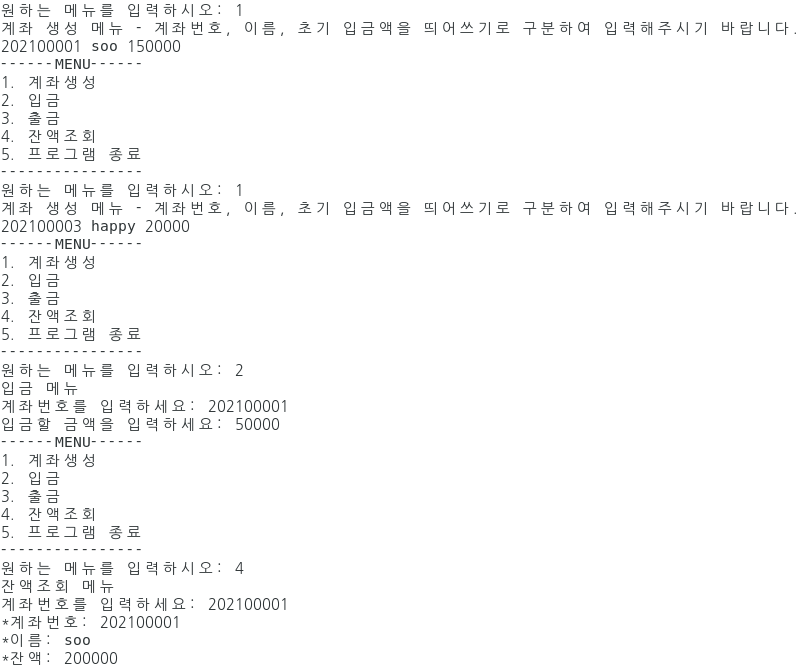 원하는 메뉴를 입력하시오: 1
계좌 생성 메뉴 - 계좌번호, 이름, 초기 입금액을 띄어쓰기로 구분하여 입력해주시기 바랍니다.
202100001 soo 150000
------MENU------
1. 계좌생성
2. 입금
3. 출금
4. 잔액조회
5. 프로그램 종료
----------------
원하는 메뉴를 입력하시오: 1
계좌 생성 메뉴 - 계좌번호, 이름, 초기 입금액을 띄어쓰기로 구분하여 입력해주시기 바랍니다.
202100003 happy 20000
------MENU------
1. 계좌생성
2. 입금
3. 출금
4. 잔액조회
5. 프로그램 종료
----------------
원하는 메뉴를 입력하시오: 2
입금 메뉴
계좌번호를 입력하세요: 202100001
입금할 금액을 입력하세요: 50000
------MENU------
1. 계좌생성
2. 입금
3. 출금
4. 잔액조회
5. 프로그램 종료
----------------
원하는 메뉴를 입력하시오: 4
잔액조회 메뉴
계좌번호를 입력하세요: 202100001
*계좌번호: 202100001
*이름: soo
*잔액: 200000